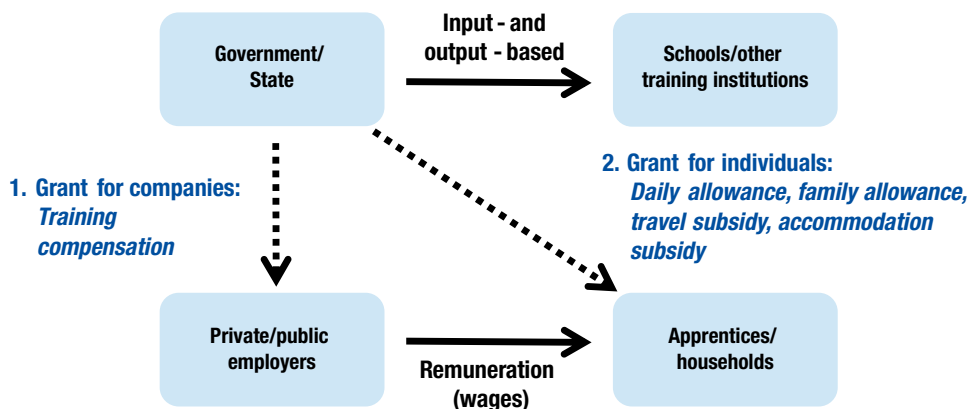 Government/
State
Input - and
output - based
Schools/other
training institutions
1. Grant for companies:
Training
compensation
2. Grant for individuals:
Daily allowance, family allowance,
travel subsidy, accommodation
subsidy
Private/public
employers
Remuneration
(wages)
Apprentices/
households